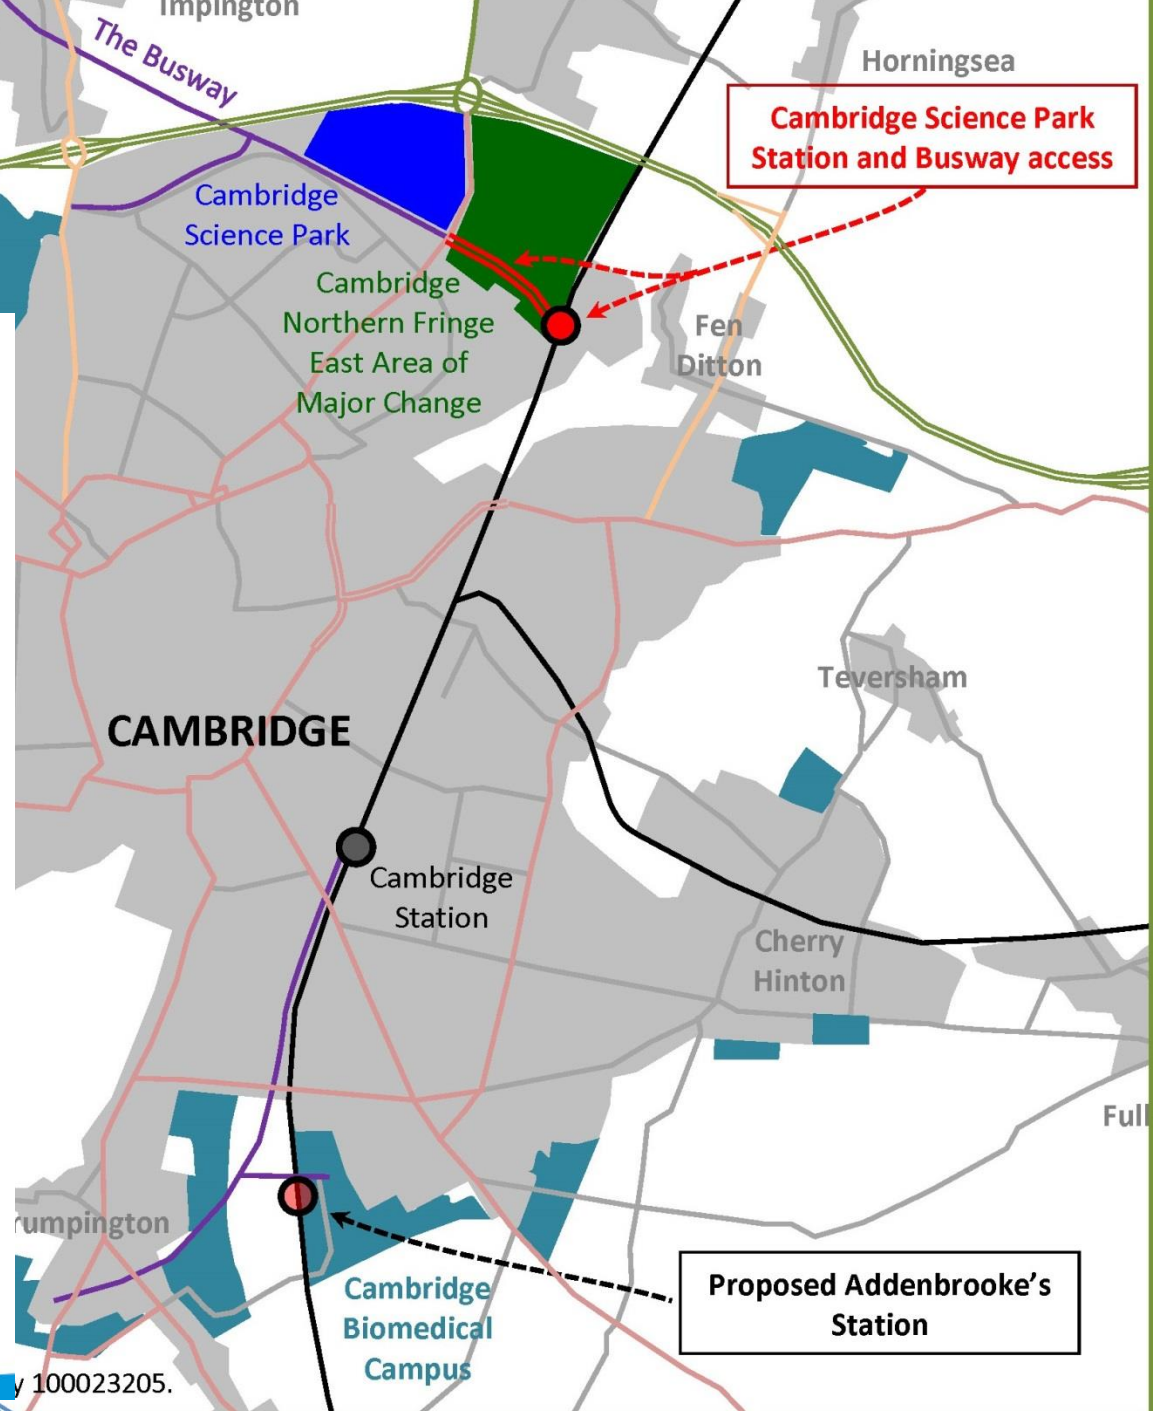 Impington
The Busway
Horningsea
Cambridge Science Park
Station and Busway access
Cambridge
Science Park
Cambridge
Northern Fringe
East Area of
Major Change
Fen
Ditton
Teversham
CAMBRIDGE
Cambridge
Station
Cherry
Hinton
Full
rumpington
Proposed Addenbrooke's
Station
Cambridge
Biomedical
Campus
y 100023205.